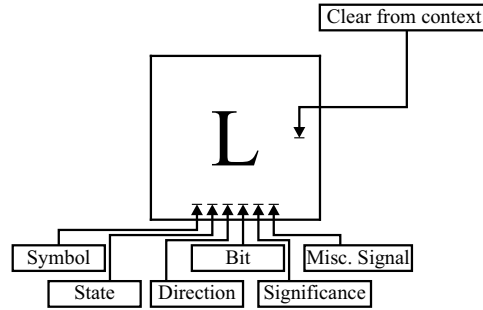 Clear from context
L
Symbol
Bit
Misc. Signal
State
Direction
Significance